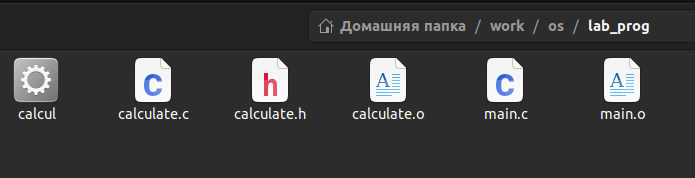 Домашняя папка / work / os / lab_prog
calcul calculate.c calculate.h calculate.o main.c main.o